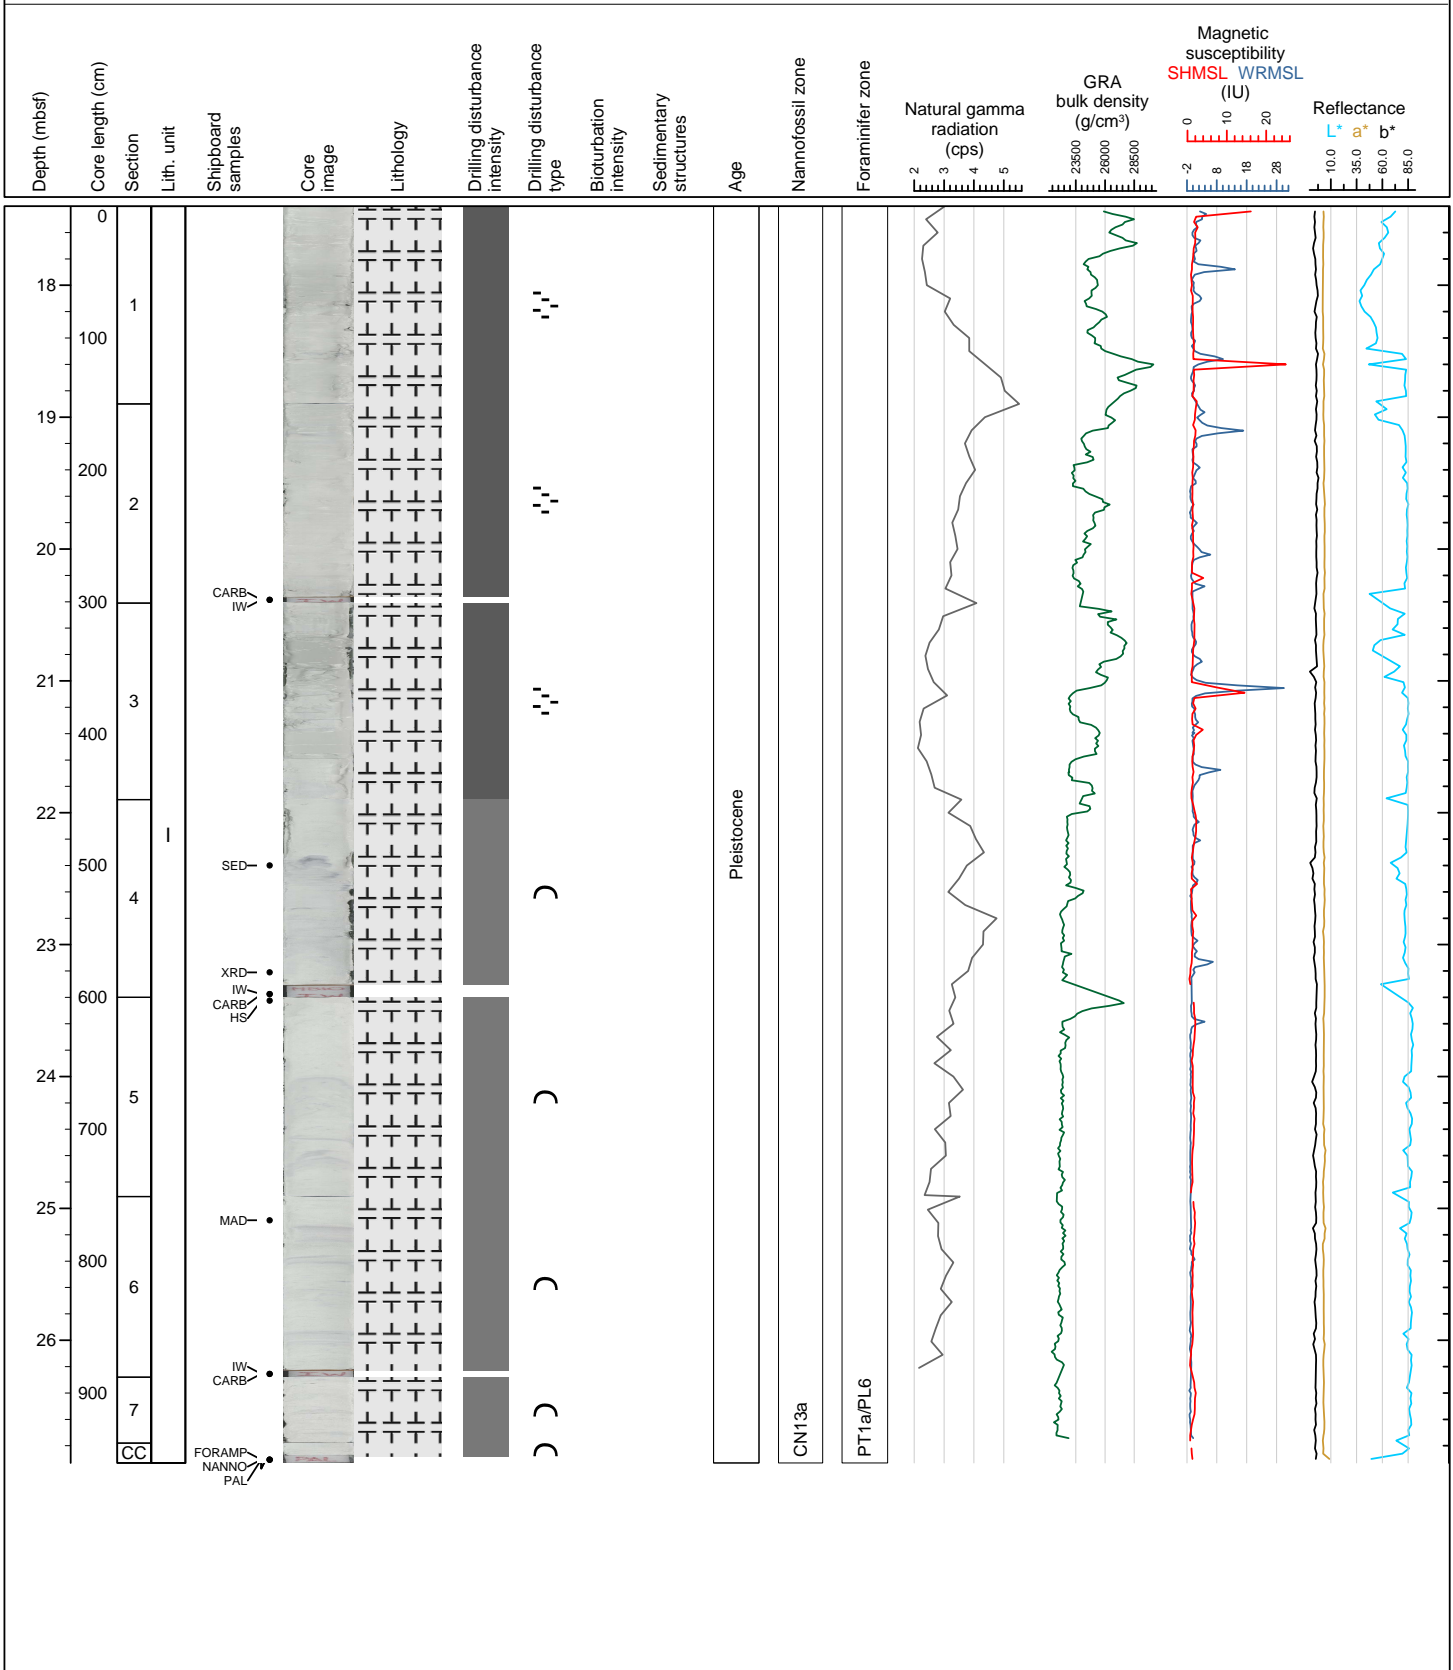 Depth (mbsf)
Core length (cm)
Section
Lith. unit
Shipboard
samples
Core
image
Lithology
Drilling disturbance
intensity
Drilling disturbance
type
Bioturbation
intensity
Sedimentary
structures
Age
Nannofossil zone
Foraminifer zone
Natural gamma
radiation
(cps)
2 3 4 5
GRA
bulk density
(g/cm³)
23500 26000 28500
Magnetic
susceptibility
SHMSL WRMSL
(IU)
0 10 20
-2 8 18 28
Reflectance
L* a* b*
10.0 35.0 60.0 85.0
0
18
1
100
19
200
2
20
CARB
IW
300
21
3
400
22
I
Pleistocene
SED
500
4
23
XRD
IW
600
CARB
HS
24
5
700
25
MAD
800
6
26
IW
CARB
900
7
CN13a
PT1a/PL6
CC
FORAMP
NANNO
PAL